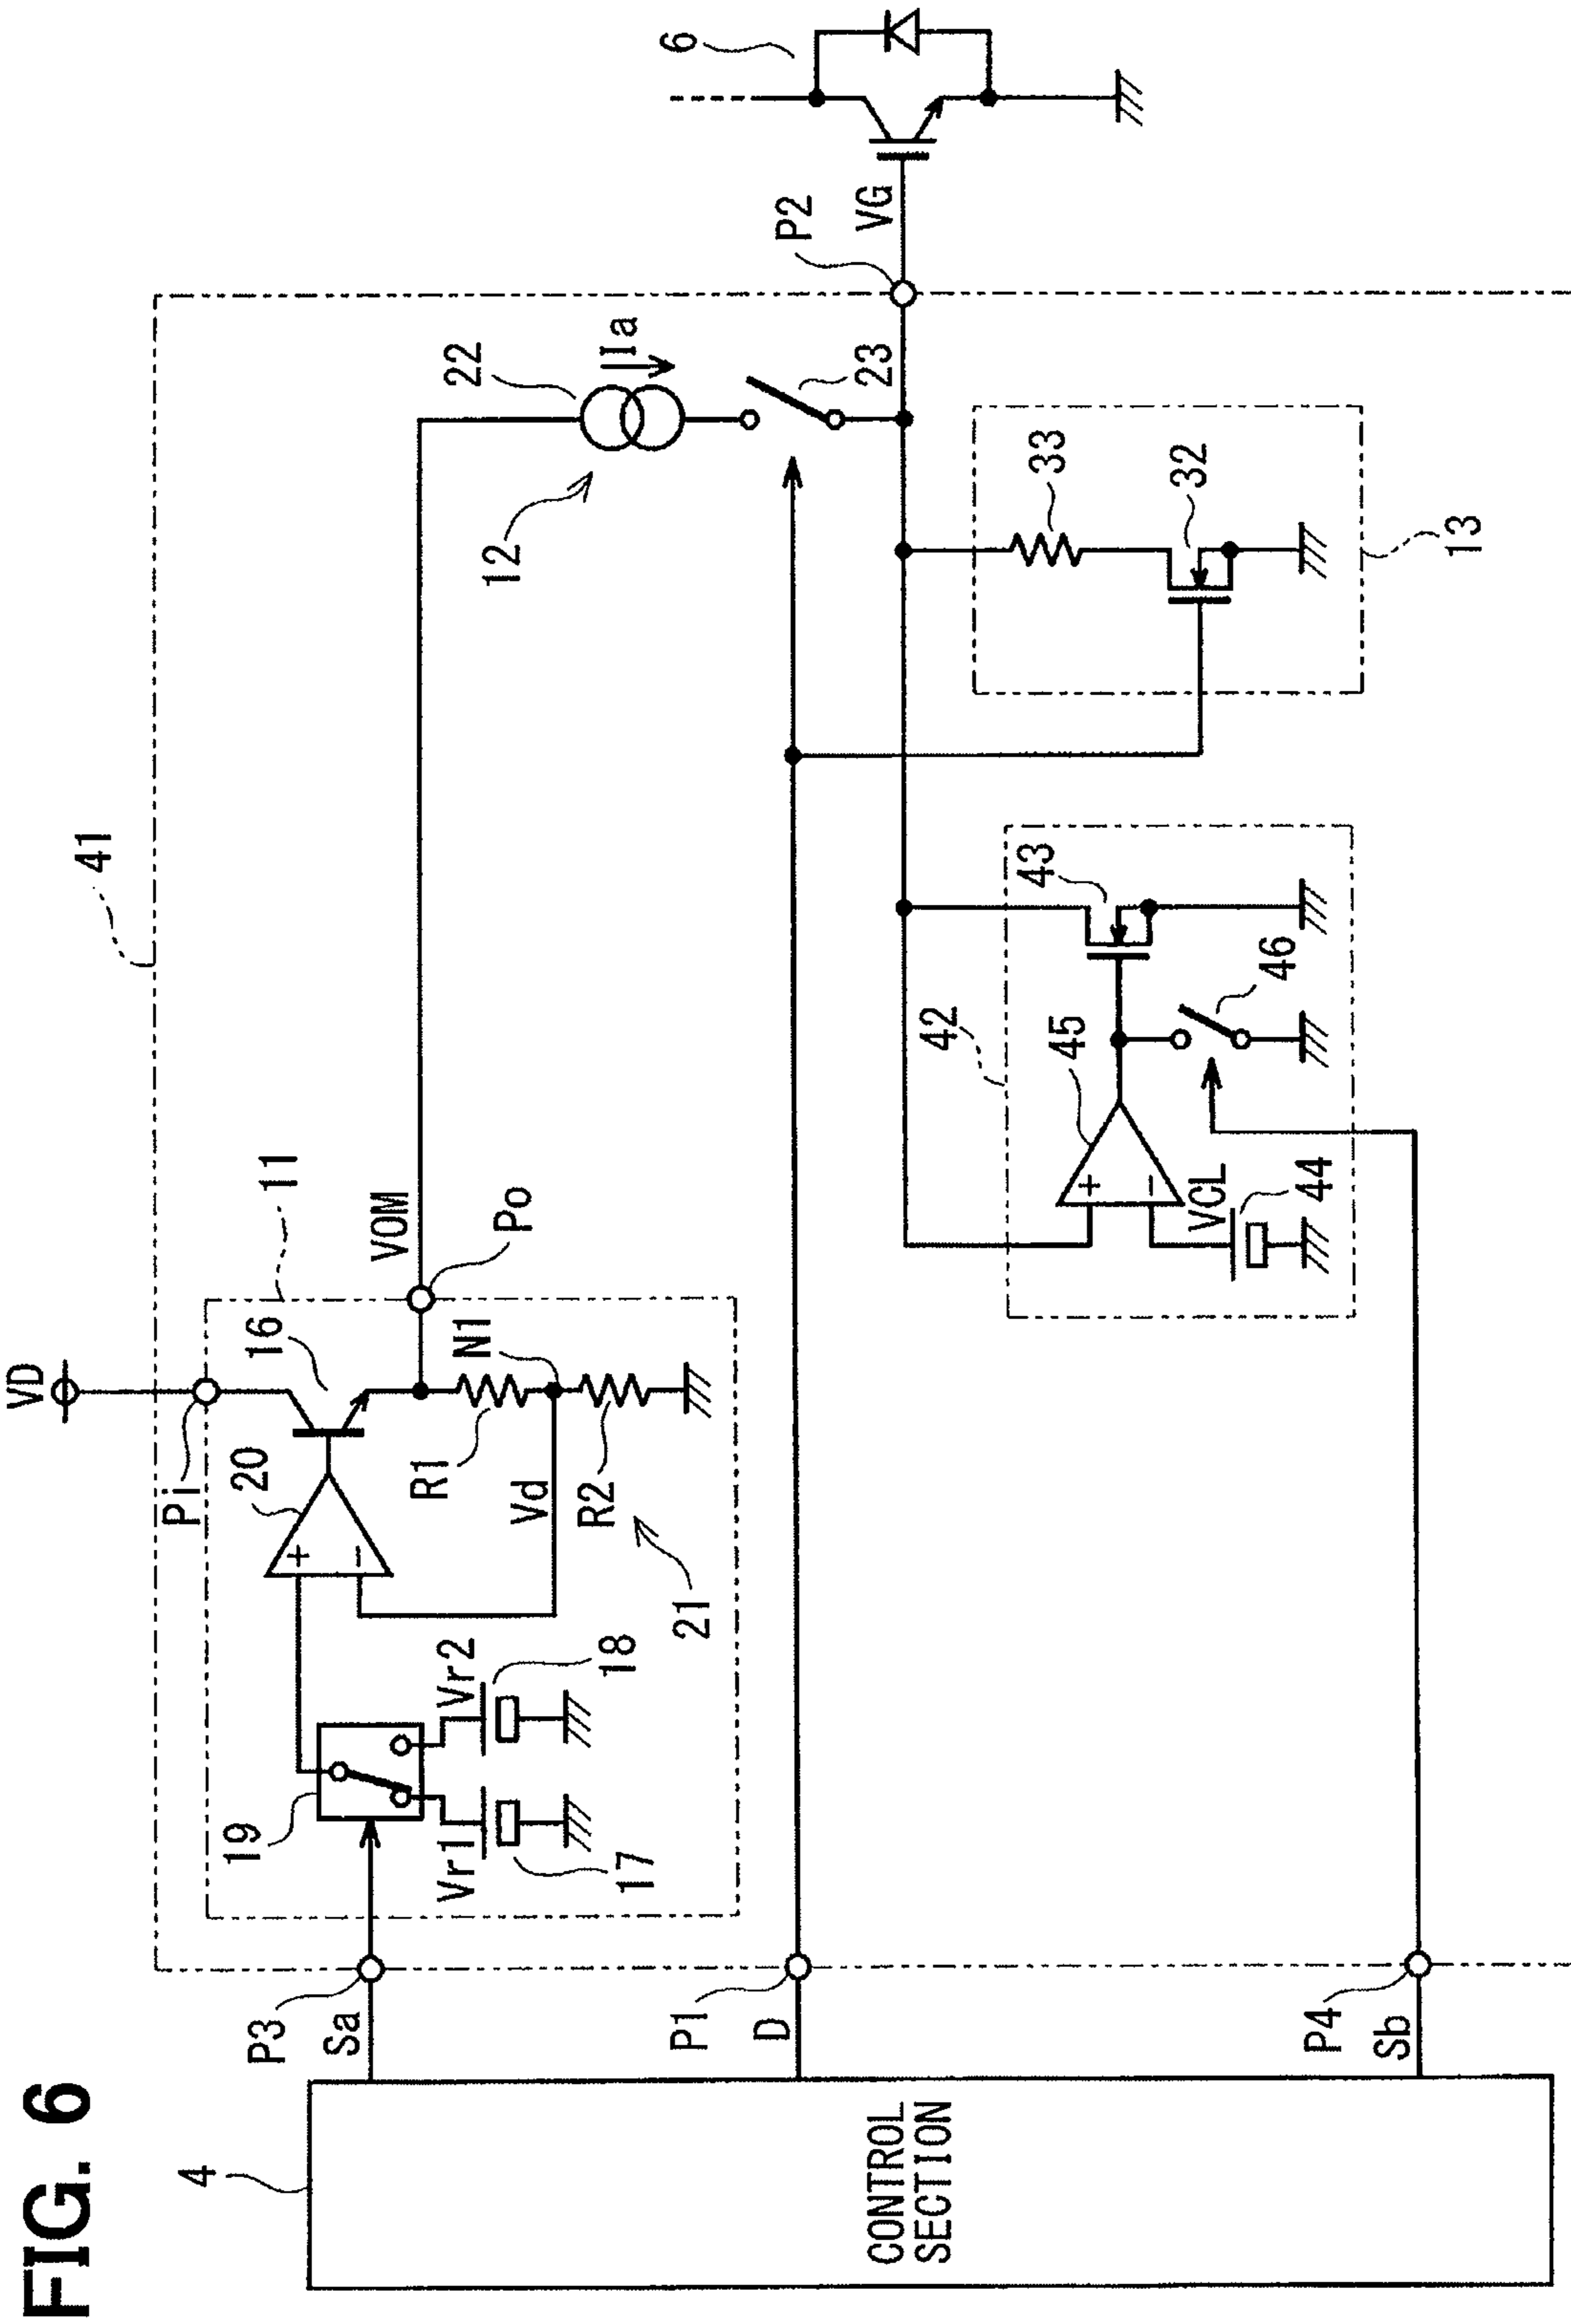 FIG. 6
41
VD
Pi
11
16
20
VOM
Po
N1
R1
Vd
R2
21
19
Vr1
Vr2
17
18
P3
Sa
22
Ia
12
23
P2
VG
6
P1
D
33
32
13
42
43
45
46
VCL
44
P4
Sb
4
CONTROL
SECTION